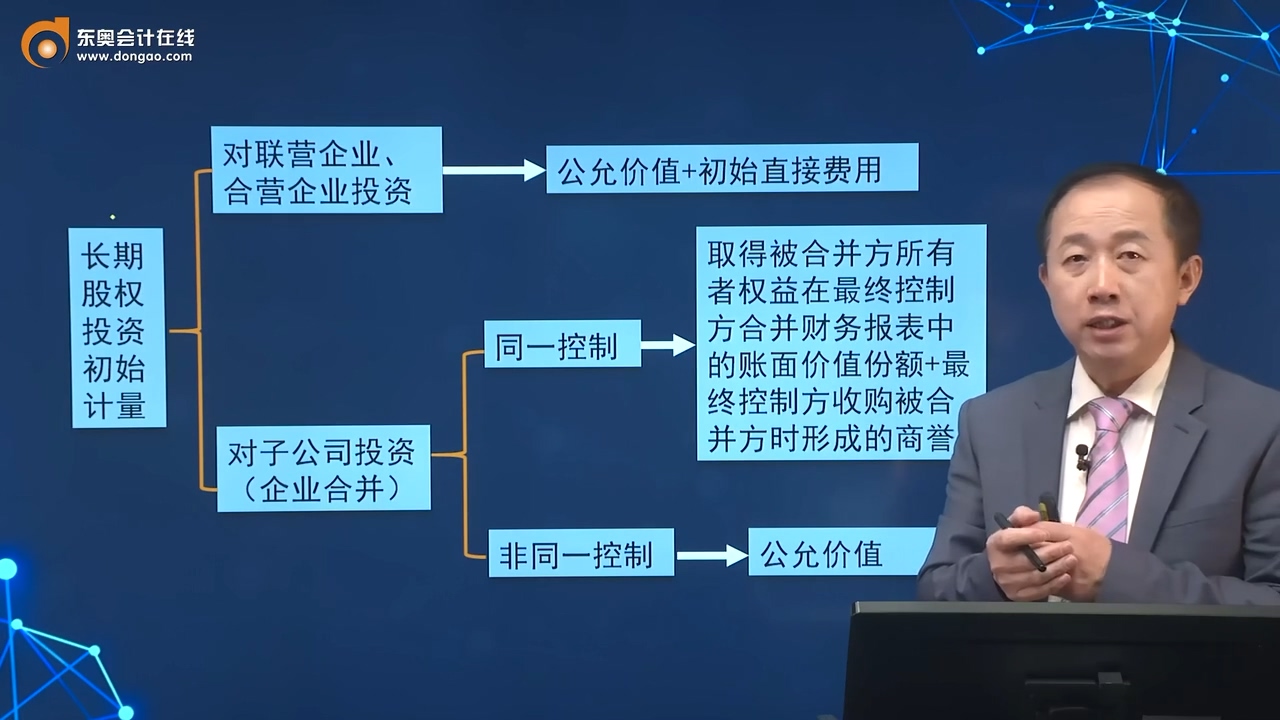 东奥会计在线
www.dongao.com
对联营企业、
合营企业投资
公允价值+初始直接费用
长期
股权
投资
初始
计量
取得被合并方所有
者权益在最终控制
方合并财务报表中
的账面价值份额+最
终控制方收购被合
并方时形成的商誉
同一控制
对子公司投资
（企业合并）
非同一控制
公允价值